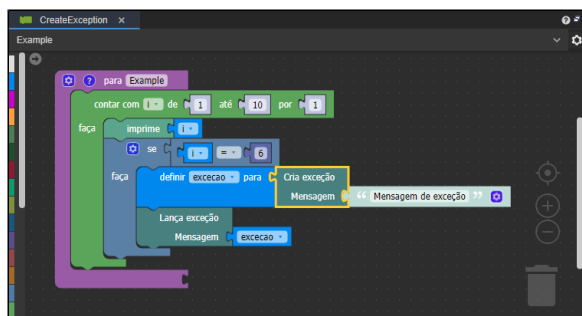 CreateException ×
Example
? para Example
contar com i de 1 até 10 por 1
faça imprime i
se i = 6
faça definir excecao para Cria exceção
Mensagem “ Mensagem de exceção ”
Lança exceção
Mensagem excecao